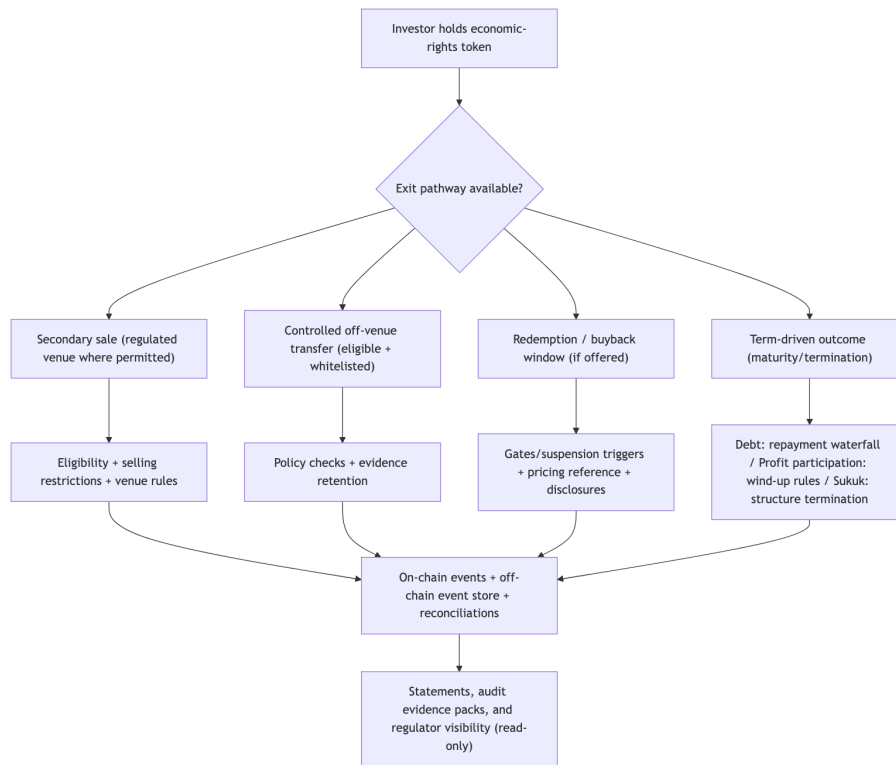 Investor holds economic-
rights token
Exit pathway available?
Secondary sale (regulated
venue where permitted)
Controlled off-venue
transfer (eligible +
whitelisted)
Redemption / buyback
window (if offered)
Term-driven outcome
(maturity/termination)
Eligibility + selling
restrictions + venue rules
Policy checks + evidence
retention
Gates/suspension triggers
+ pricing reference +
disclosures
Debt: repayment waterfall
/ Profit participation:
wind-up rules / Sukuk:
structure termination
On-chain events + off-
chain event store +
reconciliations
Statements, audit
evidence packs, and
regulator visibility (read-
only)